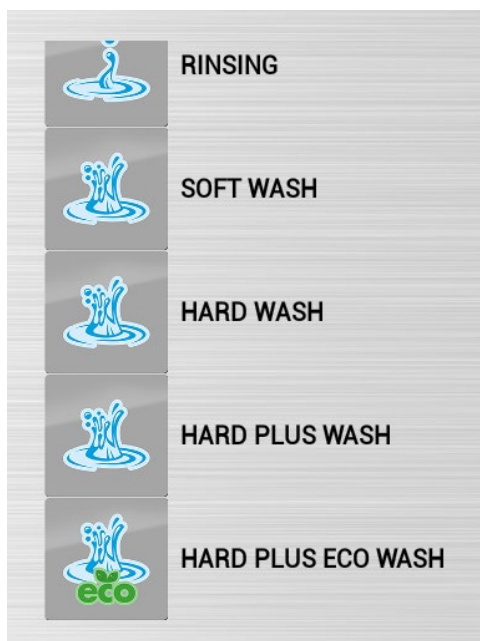 RINSING
SOFT WASH
HARD WASH
HARD PLUS WASH
HARD PLUS ECO WASH
eco